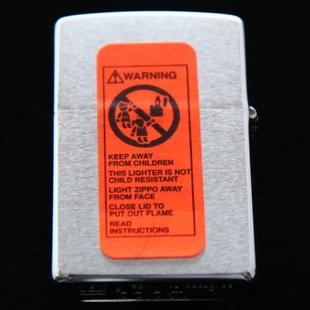 WARNING
KEEP AWAY
FROM CHILDREN
THIS LIGHTER IS NOT
CHILD RESISTANT
LIGHT ZIPPO AWAY
FROM FACE
CLOSE LID TO
PUT OUT FLAME
READ
INSTRUCTIONS